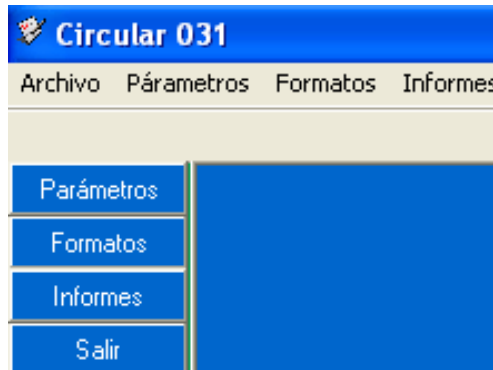 Circular 031
Archivo Párametros Formatos Informes
Parámetros
Formatos
Informes
Salir